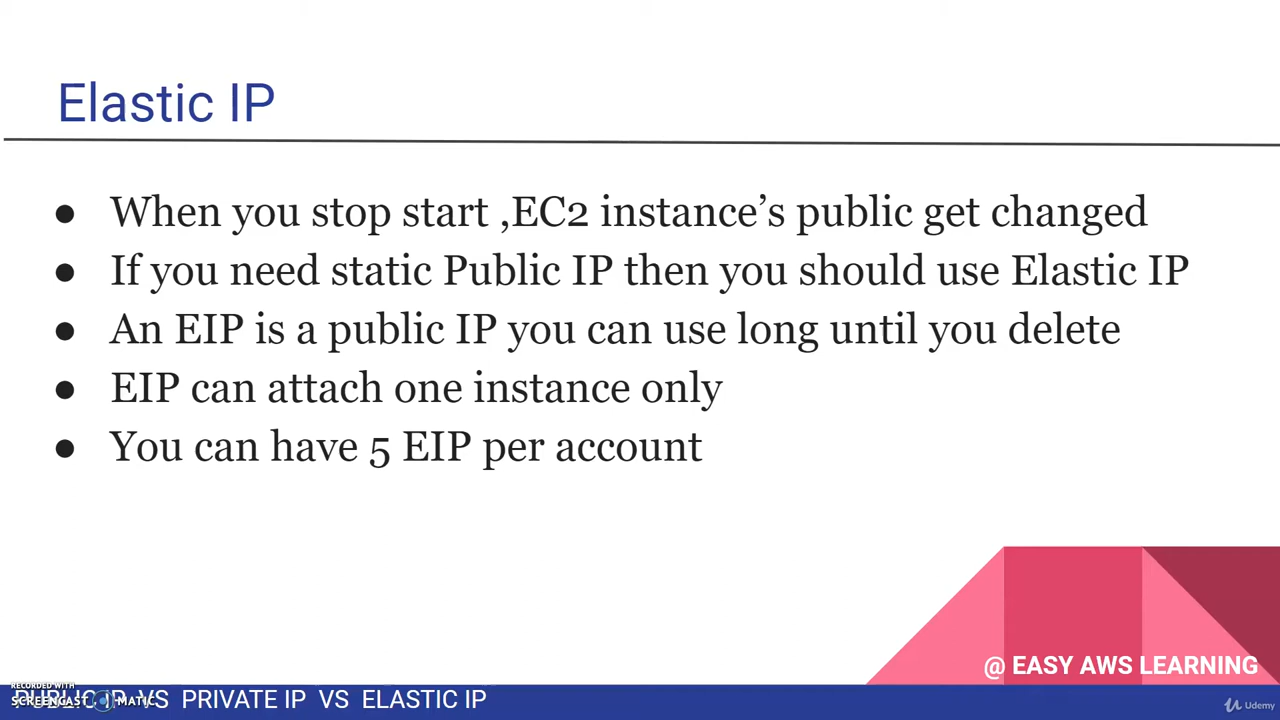 Elastic IP
● When you stop start ,EC2 instance’s public get changed
● If you need static Public IP then you should use Elastic IP
● An EIP is a public IP you can use long until you delete
● EIP can attach one instance only
● You can have 5 EIP per account
@ EASY AWS LEARNING
RECORDED WITH
SCREENCAST MATIC
PUBLIC IP VS PRIVATE IP VS ELASTIC IP
Udemy